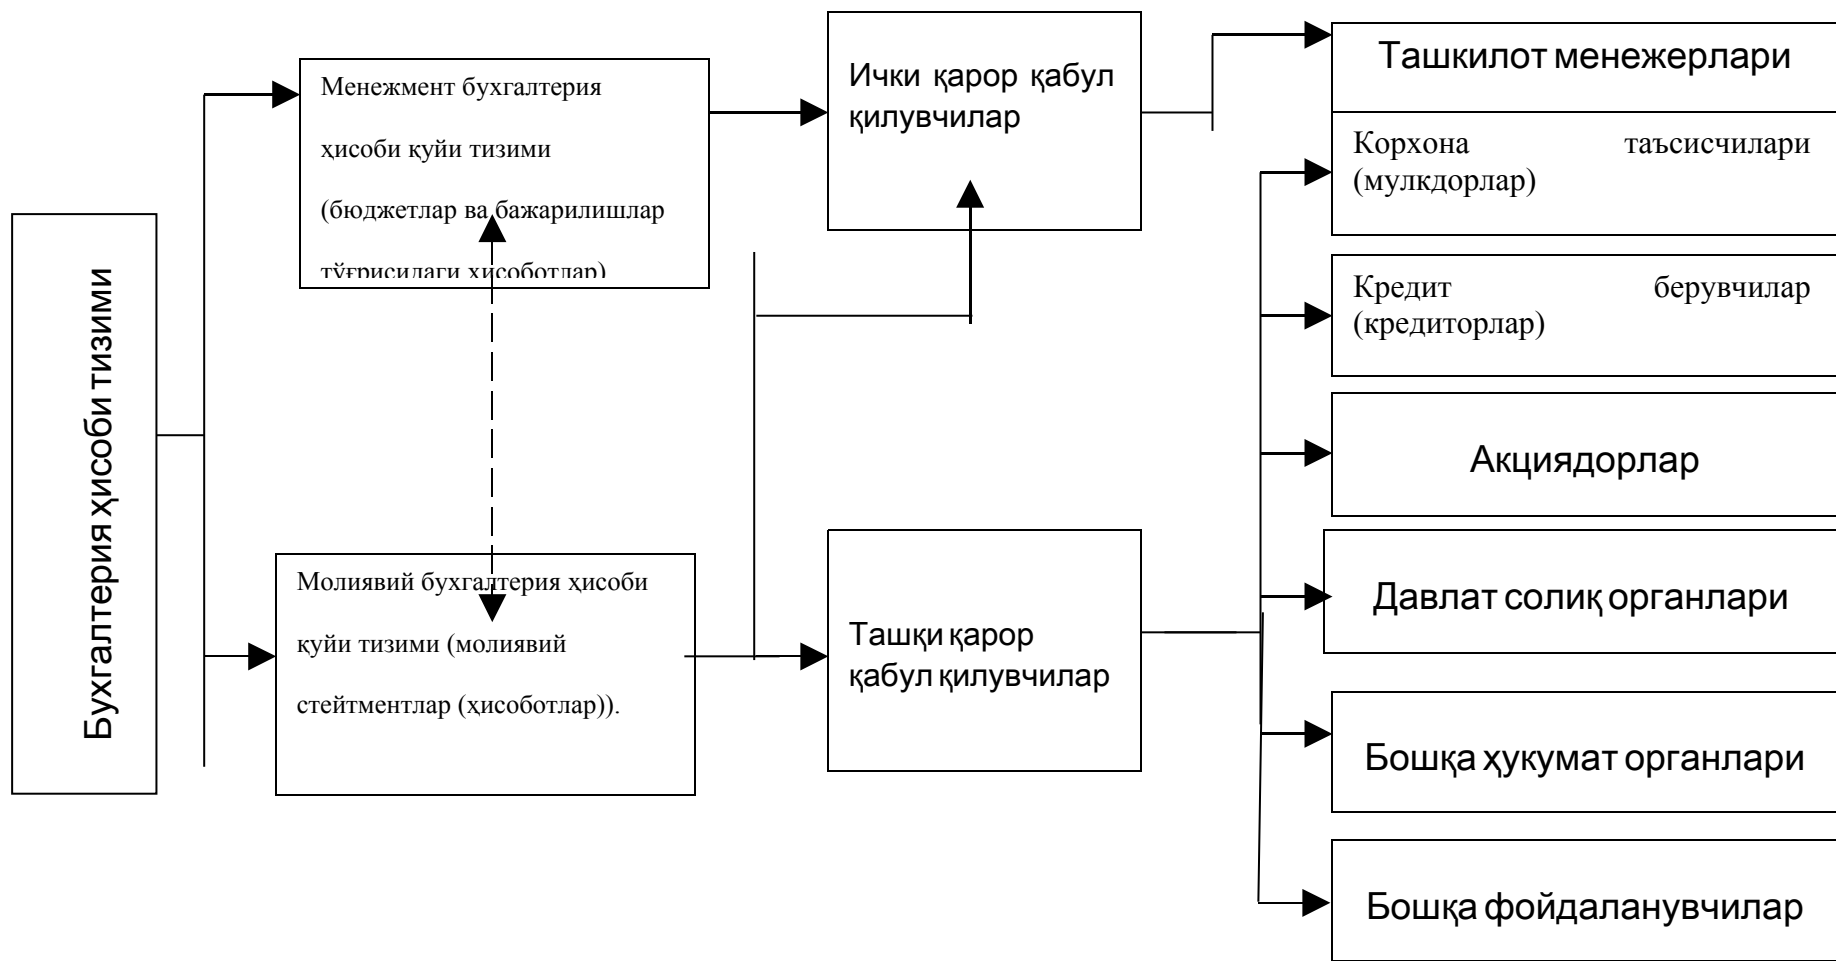 Бухгалтерия ҳисоби тизими
Менежмент бухгалтерия
ҳисоби қуйи тизими
(бюджетлар ва бажарилишлар
тўғрисидаги ҳисоботлар)
Молиявий бухгалтерия ҳисоби
қуйи тизими (молиявий
стейтментлар (ҳисоботлар)).
Ички қарор қабул
қилувчилар
Ташқи қарор
қабул қилувчилар
Ташкилот менежерлари
Корхона таъсисчилари
(мулкдорлар)
Кредит берувчилар
(кредиторлар)
Акциядорлар
Давлат солиқ органлари
Бошқа ҳукумат органлари
Бошқа фойдаланувчилар